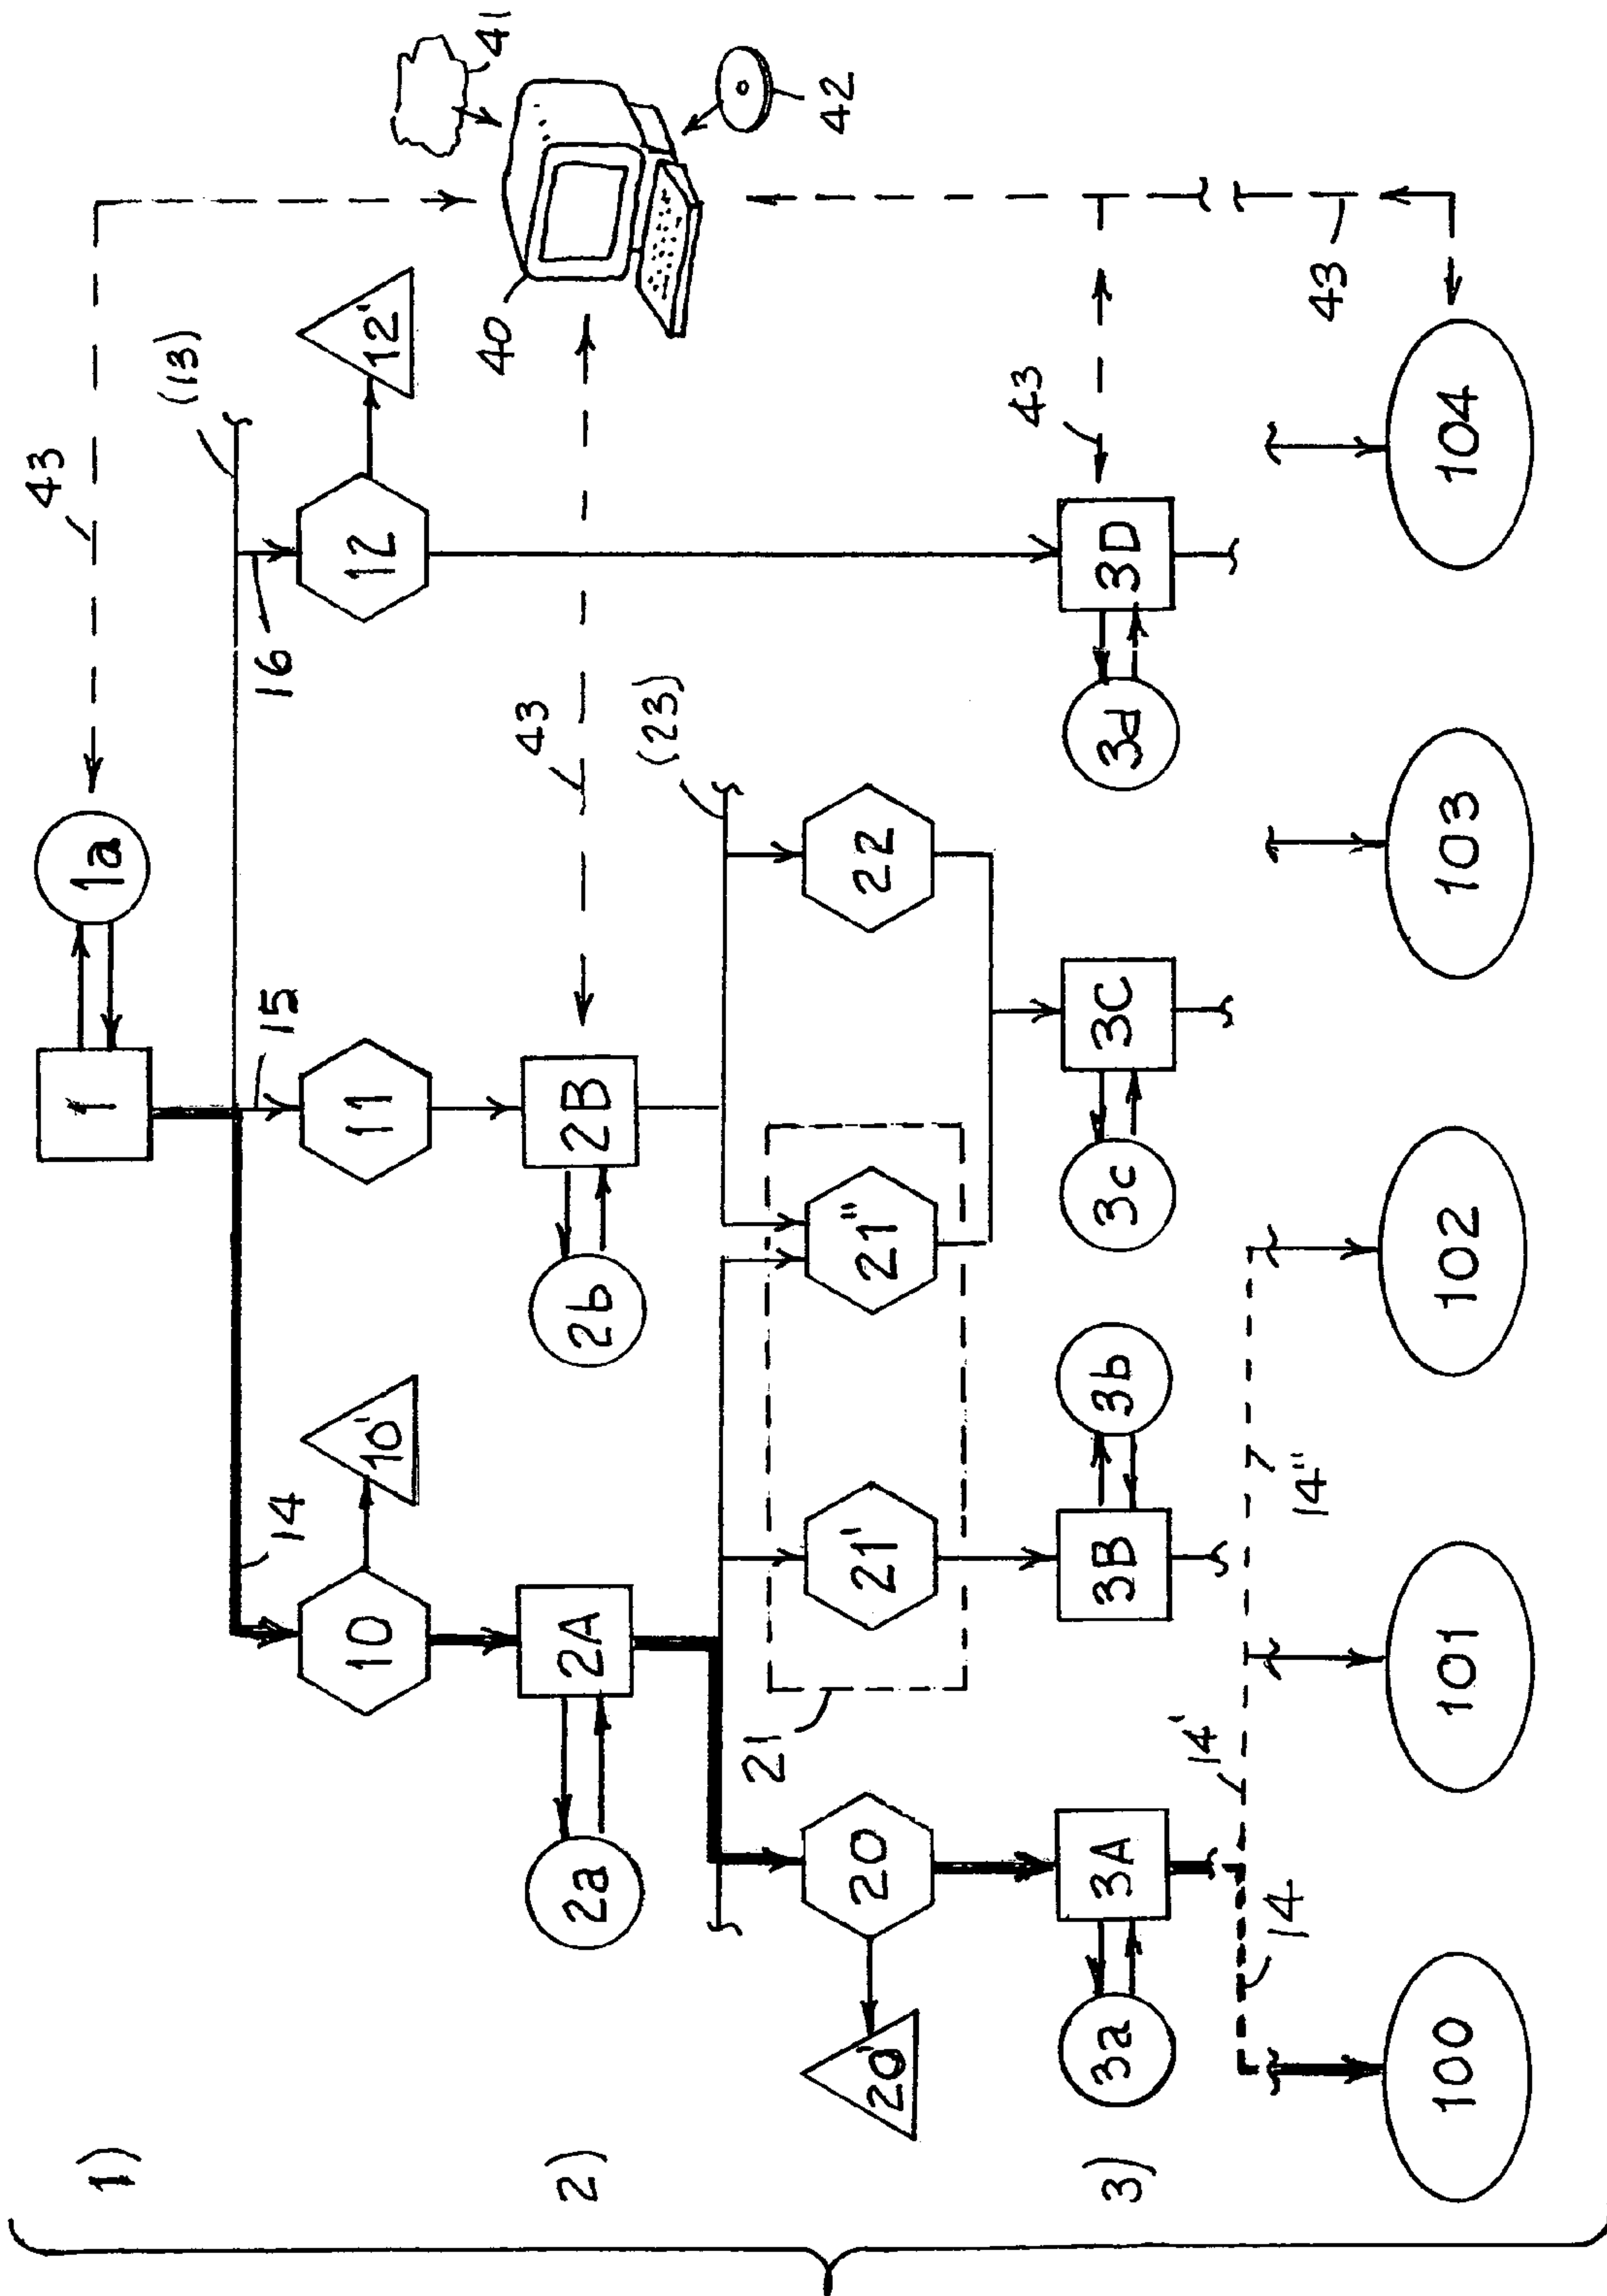 43
1) 1 1a
(13)
14 15 16
10 10' 11 12 12'
40 41
43
2) 2a 2A 2b 2B
(23)
21
42
20' 20 21' 21" 22
43
3) 3a 3A 3B 3b 3c 3C 3d 3D
14'
14 14" 43
100 101 102 103 104